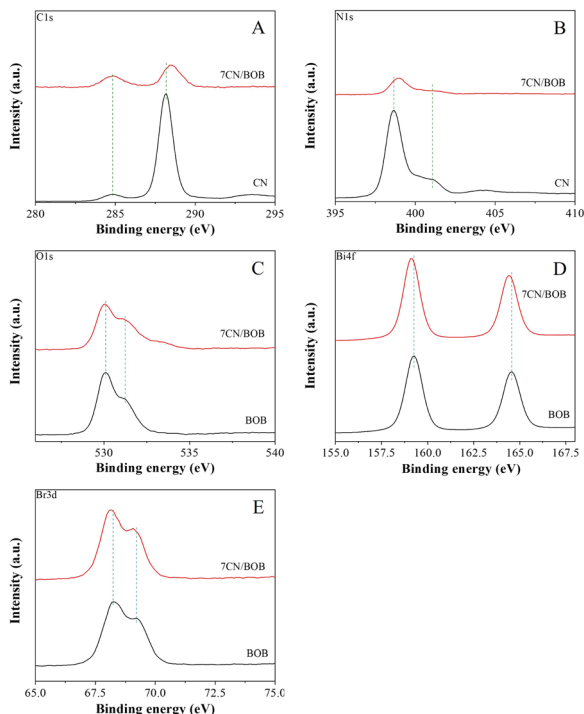 C1s
A
7CN/BOB
CN
Intensity (a.u.)
280 285 290 295
Binding energy (eV)
N1s
B
7CN/BOB
CN
Intensity (a.u.)
395 400 405 410
Binding energy (eV)
O1s
C
7CN/BOB
BOB
Intensity (a.u.)
530 535 540
Binding energy (eV)
Bi4f
D
7CN/BOB
BOB
Intensity (a.u.)
155.0 157.5 160.0 162.5 165.0 167.5
Binding energy (eV)
Br3d
E
7CN/BOB
BOB
Intensity (a.u.)
65.0 67.5 70.0 72.5 75.0
Binding energy (eV)